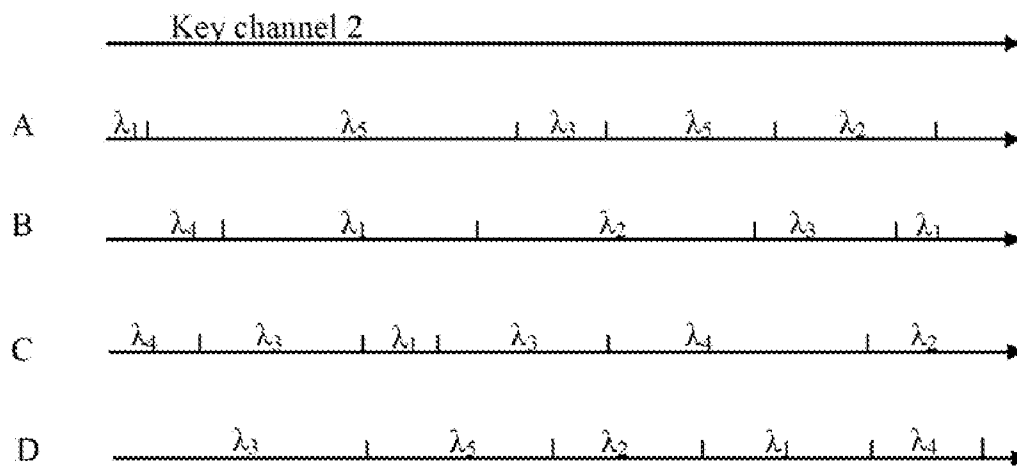 Key channel 2
A λ₁ λ₅ λ₃ λ₅ λ₂
B λ₄ λ₁ λ₂ λ₃ λ₁
C λ₄ λ₃ λ₁ λ₃ λ₄ λ₂
D λ₃ λ₅ λ₂ λ₁ λ₄